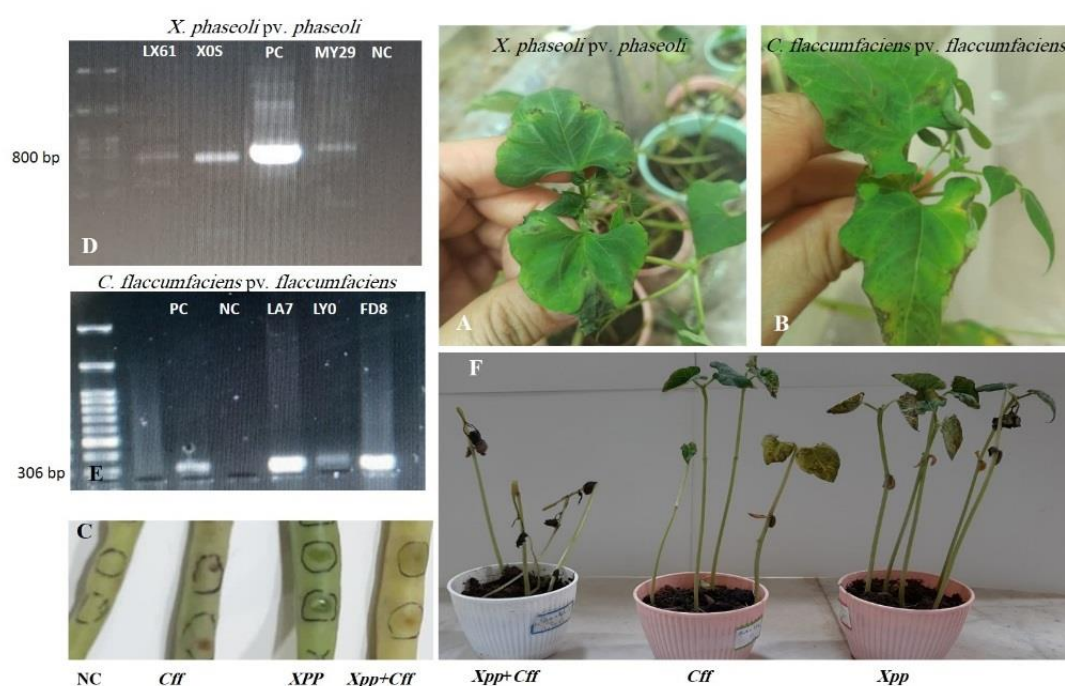 X. phaseoli pv. phaseoli
LX61 X0S PC MY29 NC
800 bp
D
C. flaccumfaciens pv. flaccumfaciens
PC NC LA7 LY0 FD8
306 bp
E
X. phaseoli pv. phaseoli
A
C. flaccumfaciens pv. flaccumfaciens
B
C
NC Cff XPP Xpp+Cff
F
Xpp+Cff Cff Xpp